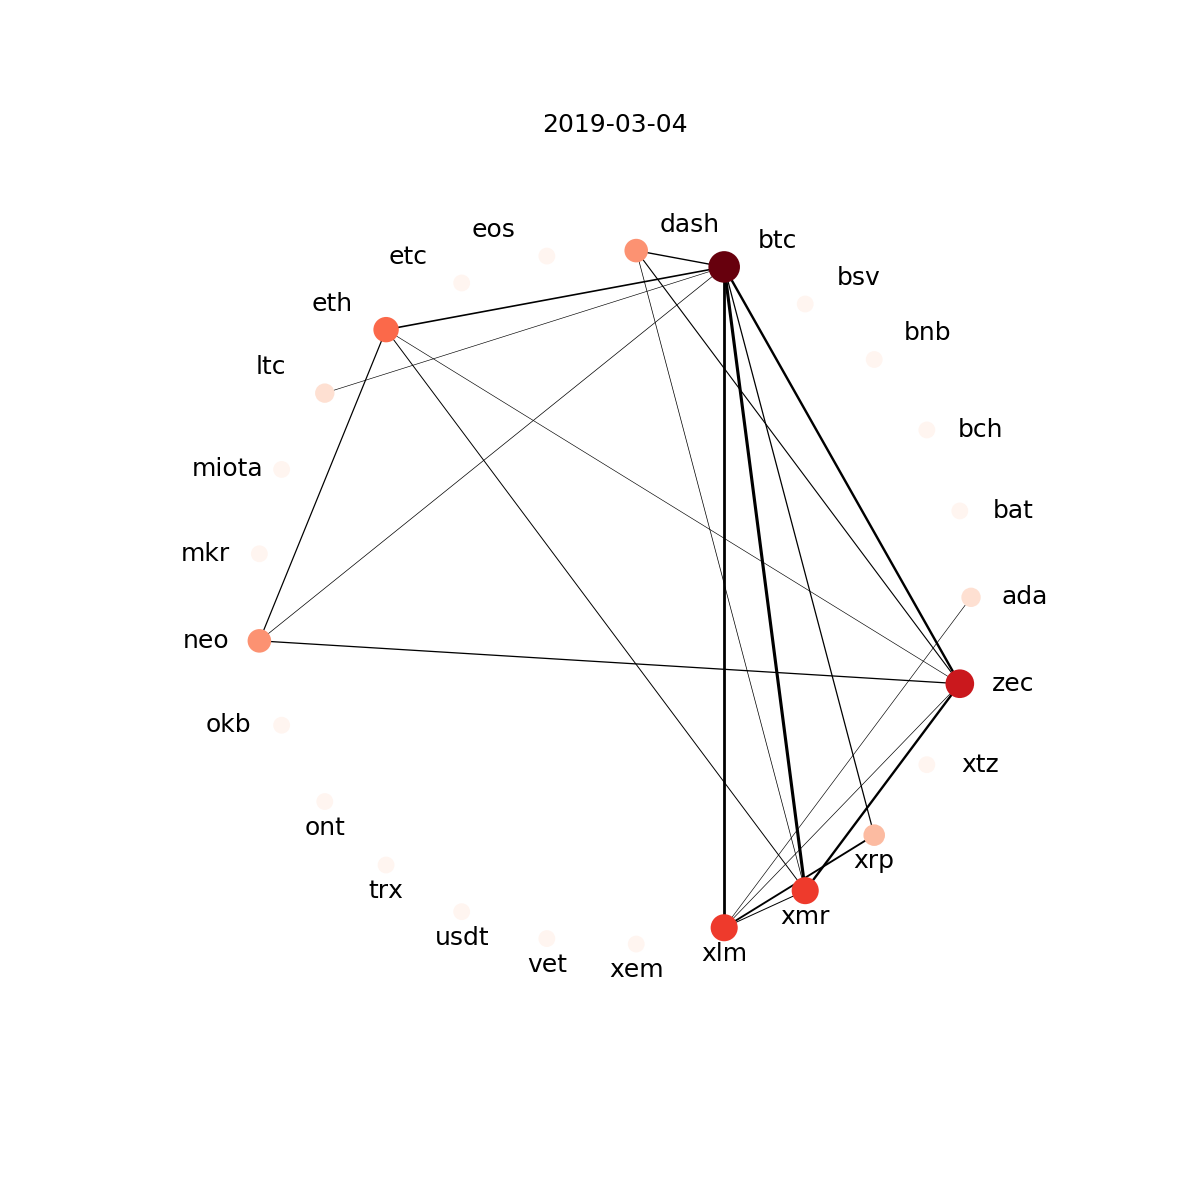 2019-03-04
dash
eos
btc
etc
bsv
eth
bnb
ltc
bch
miota
bat
mkr
ada
neo
zec
okb
xtz
ont
xrp
trx
xmr
usdt
xlm
vet
xem